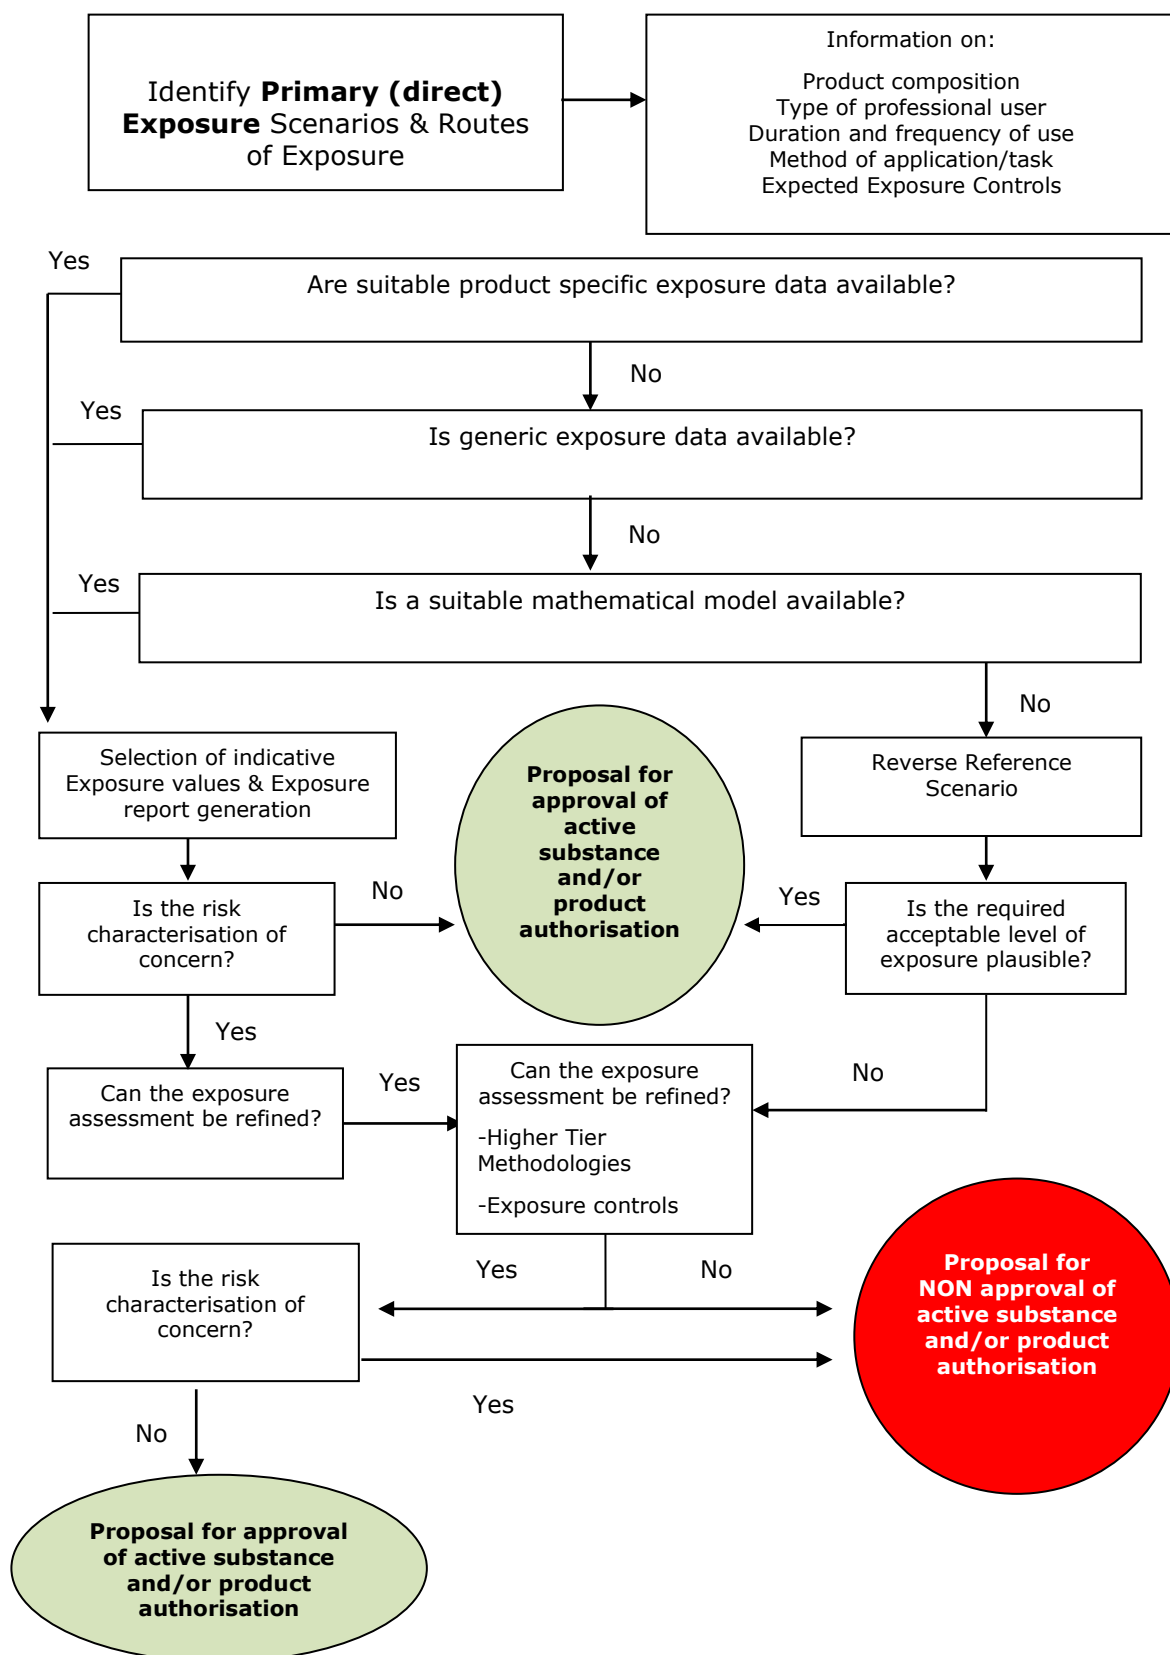 Identify Primary (direct)
Exposure Scenarios & Routes
of Exposure
Information on:
Product composition
Type of professional user
Duration and frequency of use
Method of application/task
Expected Exposure Controls
Yes
Are suitable product specific exposure data available?
No
Yes
Is generic exposure data available?
No
Yes
Is a suitable mathematical model available?
No
Selection of indicative
Exposure values & Exposure
report generation
Proposal for
approval of
active
substance
and/or
product
authorisation
Reverse Reference
Scenario
Is the risk
characterisation of
concern?
No
Yes
Is the required
acceptable level of
exposure plausible?
Yes
No
Can the exposure
assessment be refined?
Yes
Can the exposure
assessment be refined?
-Higher Tier
Methodologies
-Exposure controls
Yes
No
Is the risk
characterisation of
concern?
Proposal for
NON approval of
active substance
and/or product
authorisation
Yes
No
Proposal for approval
of active substance
and/or product
authorisation